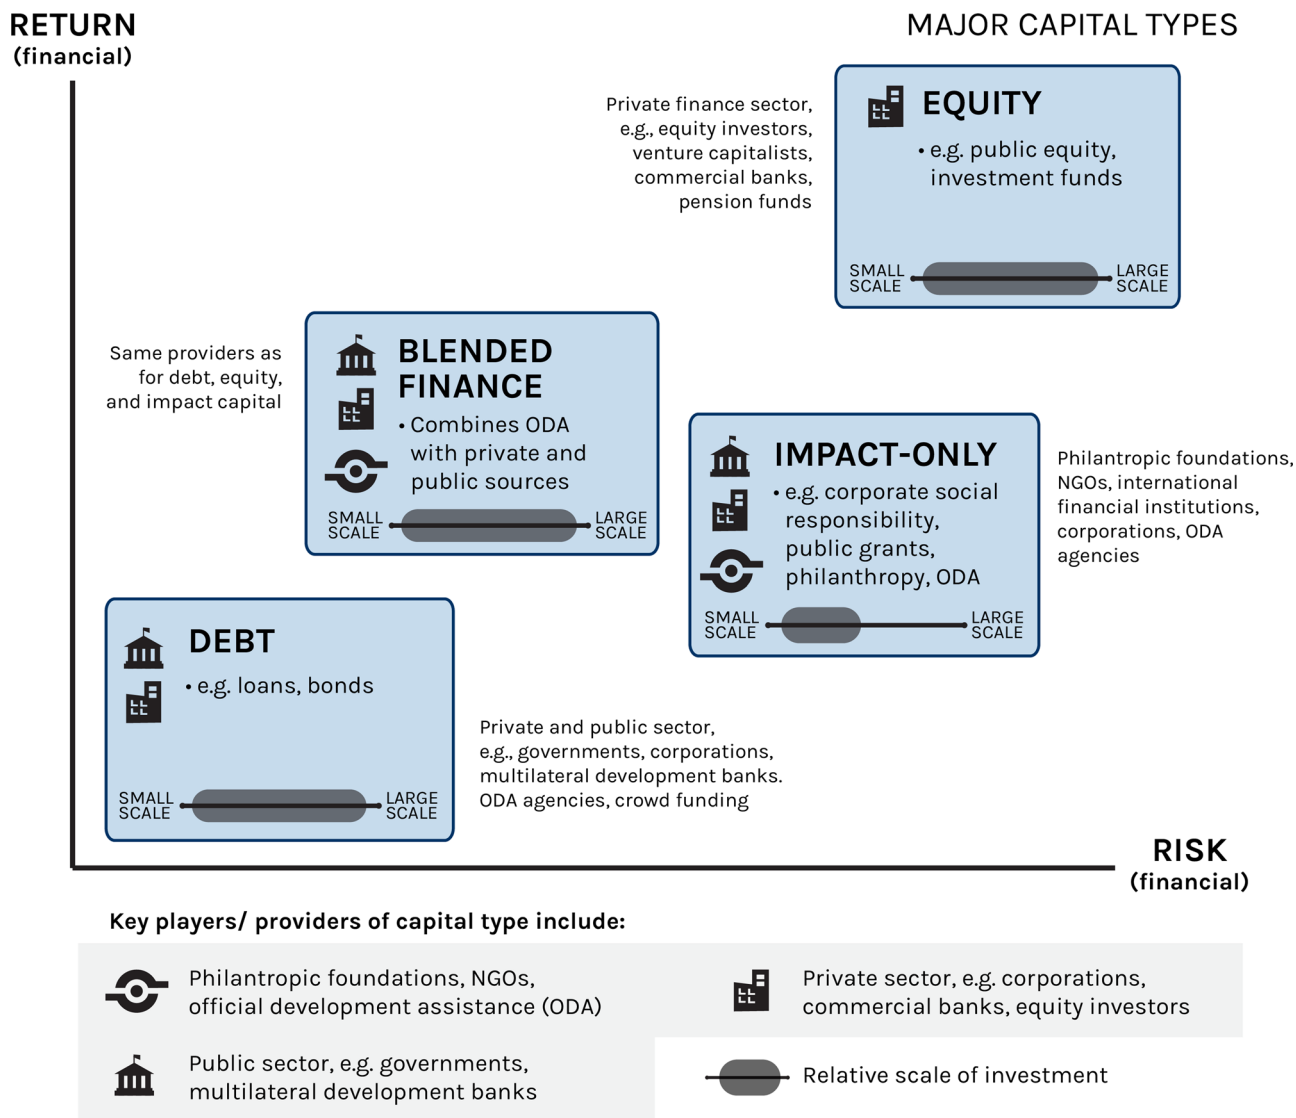 RETURN
(financial)
MAJOR CAPITAL TYPES
Private finance sector,
e.g., equity investors,
venture capitalists,
commercial banks,
pension funds
EQUITY
• e.g. public equity,
investment funds
SMALL
SCALE
LARGE
SCALE
Same providers as
for debt, equity,
and impact capital
BLENDED
FINANCE
• Combines ODA
with private and
public sources
SMALL
SCALE
LARGE
SCALE
IMPACT-ONLY
• e.g. corporate social
responsibility,
public grants,
philanthropy, ODA
SMALL
SCALE
LARGE
SCALE
Philantropic foundations,
NGOs, international
financial institutions,
corporations, ODA
agencies
DEBT
• e.g. loans, bonds
SMALL
SCALE
LARGE
SCALE
Private and public sector,
e.g., governments, corporations,
multilateral development banks.
ODA agencies, crowd funding
RISK
(financial)
Key players/ providers of capital type include:
Philantropic foundations, NGOs,
official development assistance (ODA)
Private sector, e.g. corporations,
commercial banks, equity investors
Public sector, e.g. governments,
multilateral development banks
Relative scale of investment